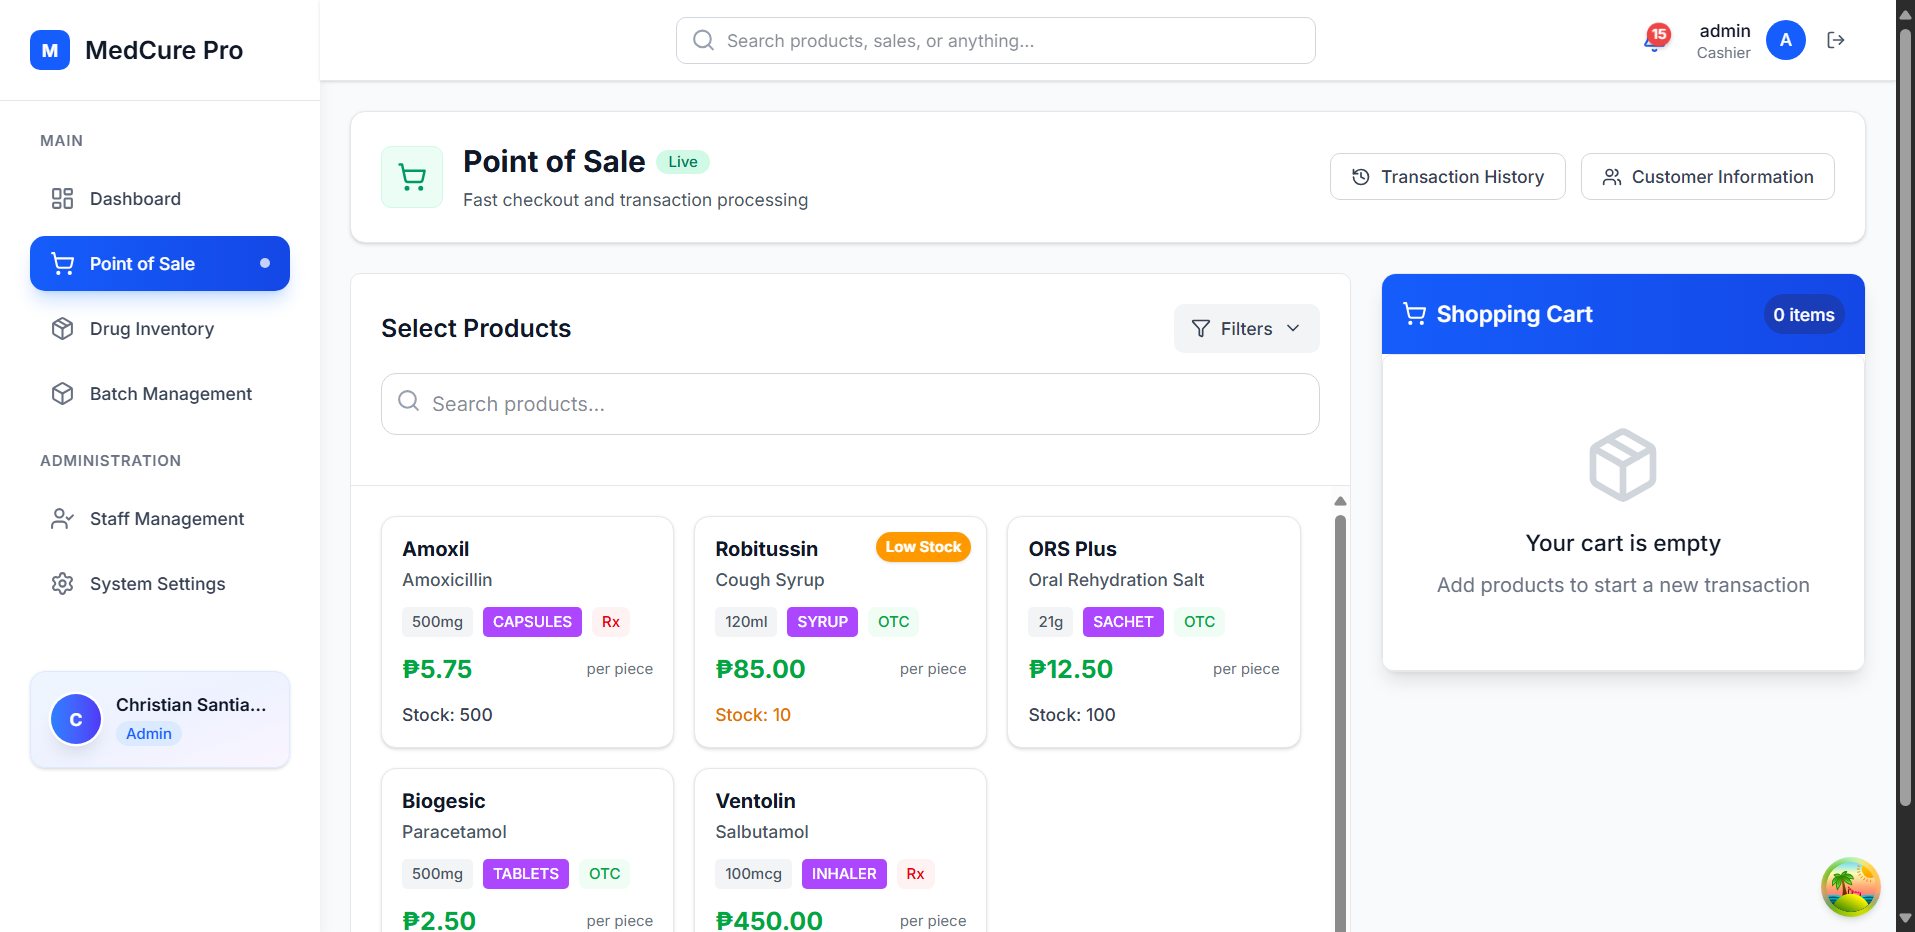 M MedCure Pro
Search products, sales, or anything...
15
admin
Cashier
A
MAIN
Dashboard
Point of Sale
Drug Inventory
Batch Management
ADMINISTRATION
Staff Management
System Settings
C
Christian Santia...
Admin
Point of Sale Live
Fast checkout and transaction processing
Transaction History
Customer Information
Select Products
Filters
Search products...
Amoxil
Amoxicillin
500mg CAPSULES Rx
₱5.75 per piece
Stock: 500
Robitussin Low Stock
Cough Syrup
120ml SYRUP OTC
₱85.00 per piece
Stock: 10
ORS Plus
Oral Rehydration Salt
21g SACHET OTC
₱12.50 per piece
Stock: 100
Biogesic
Paracetamol
500mg TABLETS OTC
₱2.50 per piece
Ventolin
Salbutamol
100mcg INHALER Rx
₱450.00 per piece
Shopping Cart 0 items
Your cart is empty
Add products to start a new transaction